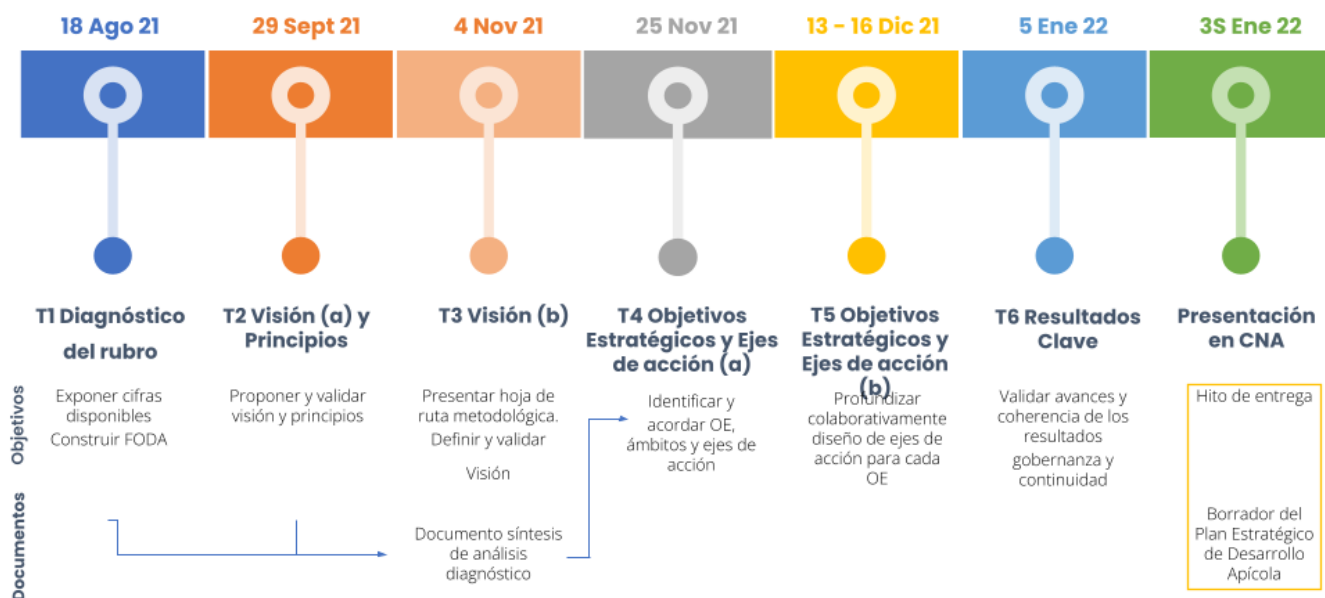 18 Ago 21
29 Sept 21
4 Nov 21
25 Nov 21
13 - 16 Dic 21
5 Ene 22
3S Ene 22
T1 Diagnóstico
del rubro
T2 Visión (a) y
Principios
T3 Visión (b)
T4 Objetivos
Estratégicos y Ejes
de acción (a)
T5 Objetivos
Estratégicos y
Ejes de acción
(b)
T6 Resultados
Clave
Presentación
en CNA
Objetivos
Exponer cifras
disponibles
Construir FODA
Proponer y validar
visión y principios
Presentar hoja de
ruta metodológica.
Definir y validar
Visión
Identificar y
acordar OE,
ámbitos y ejes de
acción
Profundizar
colaborativamente
diseño de ejes de
acción para cada
OE
Validar avances y
coherencia de los
resultados
gobernanza y
continuidad
Hito de entrega
Documentos
Documento síntesis
de análisis
diagnóstico
Borrador del
Plan Estratégico
de Desarrollo
Apícola